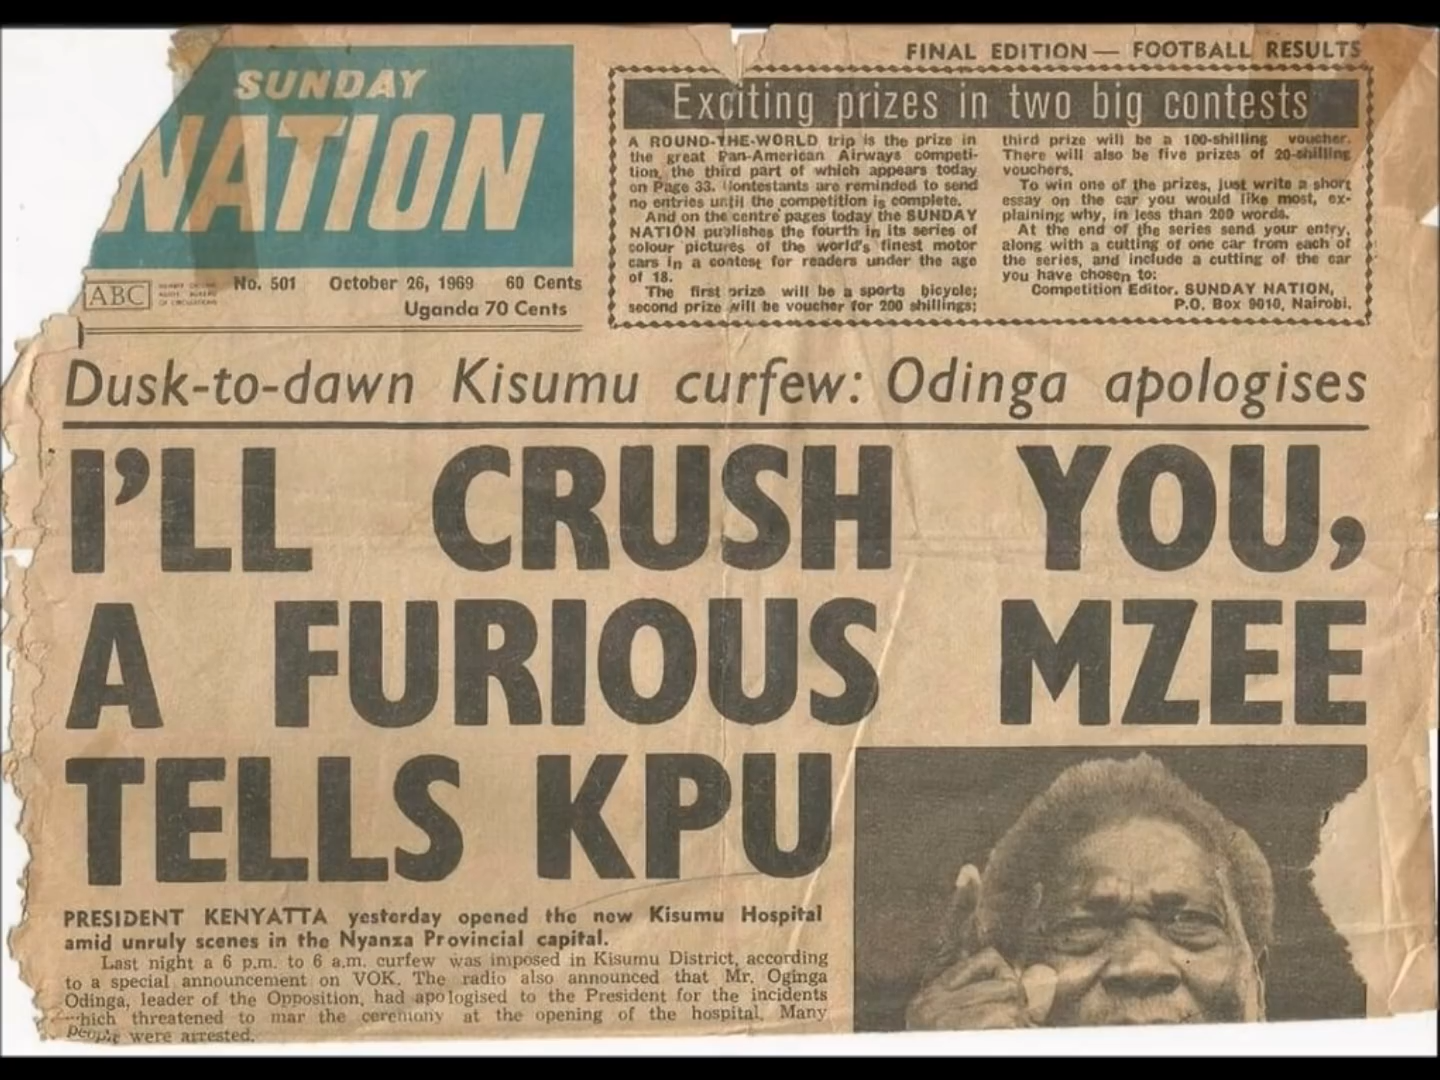 FINAL EDITION — FOOTBALL RESULTS
SUNDAY
NATION
ABC
No. 501 October 26, 1969 60 Cents
Uganda 70 Cents
Exciting prizes in two big contests
A ROUND-THE-WORLD trip is the prize in
the great Pan-American Airways competi-
tion, the third part of which appears today
on Page 33. Contestants are reminded to send
no entries until the competition is complete.
And on the centre pages today the SUNDAY
NATION publishes the fourth in its series of
colour pictures of the world's finest motor
cars in a contest for readers under the age
of 18.
The first prize will be a sports bicycle;
second prize will be voucher for 200 shillings;
third prize will be a 100-shilling voucher.
There will also be five prizes of 20-shilling
vouchers.
To win one of the prizes, just write a short
essay on the car you would like most, ex-
plaining why, in less than 200 words.
At the end of the series send your entry,
along with a cutting of one car from each of
the series, and include a cutting of the car
you have chosen to:
Competition Editor, SUNDAY NATION,
P.O. Box 9010, Nairobi.
Dusk-to-dawn Kisumu curfew: Odinga apologises
I'LL CRUSH YOU,
A FURIOUS MZEE
TELLS KPU
PRESIDENT KENYATTA yesterday opened the new Kisumu Hospital
amid unruly scenes in the Nyanza Provincial capital.
Last night a 6 p.m. to 6 a.m. curfew was imposed in Kisumu District, according
to a special announcement on VOK. The radio also announced that Mr. Oginga
Odinga, leader of the Opposition, had apologised to the President for the incidents
which threatened to mar the ceremony at the opening of the hospital. Many
people were arrested.